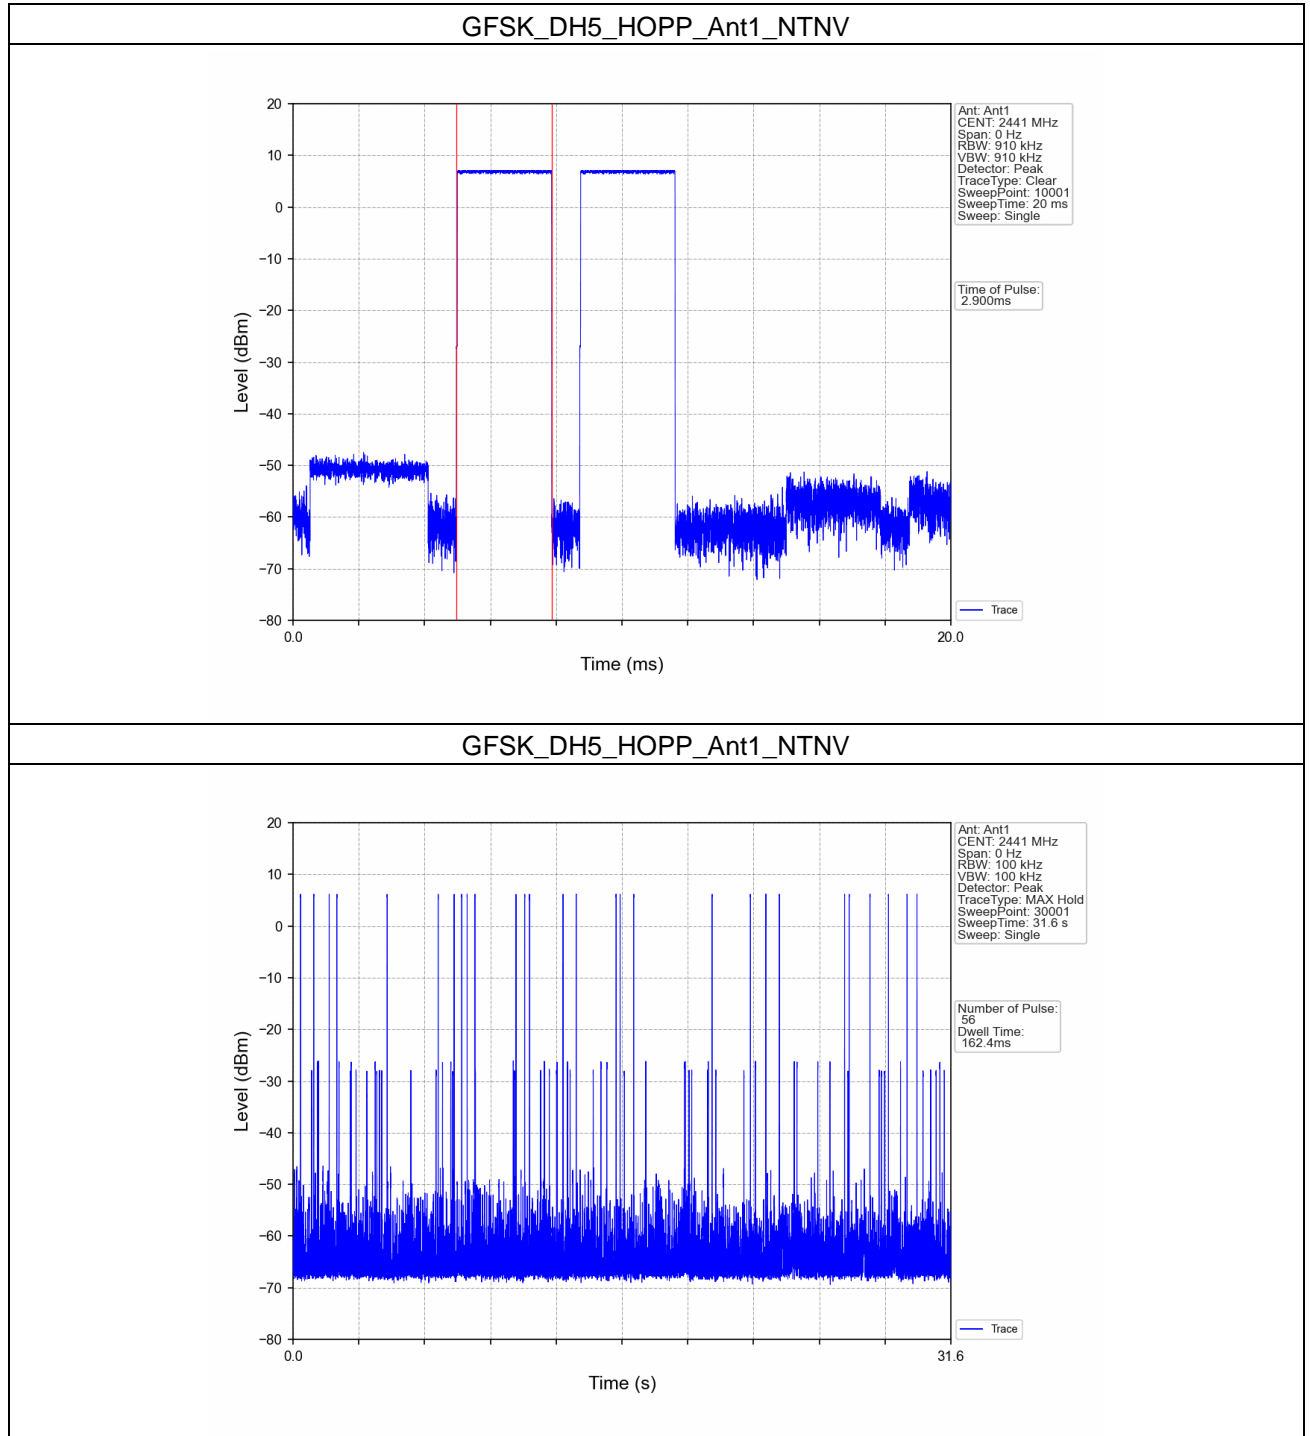 GFSK_DH5_HOPP_Ant1_NTNV
20
10
0
−10
−20
−30
−40
−50
−60
−70
−80
Level (dBm)
0.0
20.0
Time (ms)
Ant: Ant1
CENT: 2441 MHz
Span: 0 Hz
RBW: 910 kHz
VBW: 910 kHz
Detector: Peak
TraceType: Clear
SweepPoint: 10001
SweepTime: 20 ms
Sweep: Single
Time of Pulse:
2.900ms
Trace
GFSK_DH5_HOPP_Ant1_NTNV
20
10
0
−10
−20
−30
−40
−50
−60
−70
−80
Level (dBm)
0.0
31.6
Time (s)
Ant: Ant1
CENT: 2441 MHz
Span: 0 Hz
RBW: 100 kHz
VBW: 100 kHz
Detector: Peak
TraceType: MAX Hold
SweepPoint: 30001
SweepTime: 31.6 s
Sweep: Single
Number of Pulse:
56
Dwell Time:
162.4ms
Trace